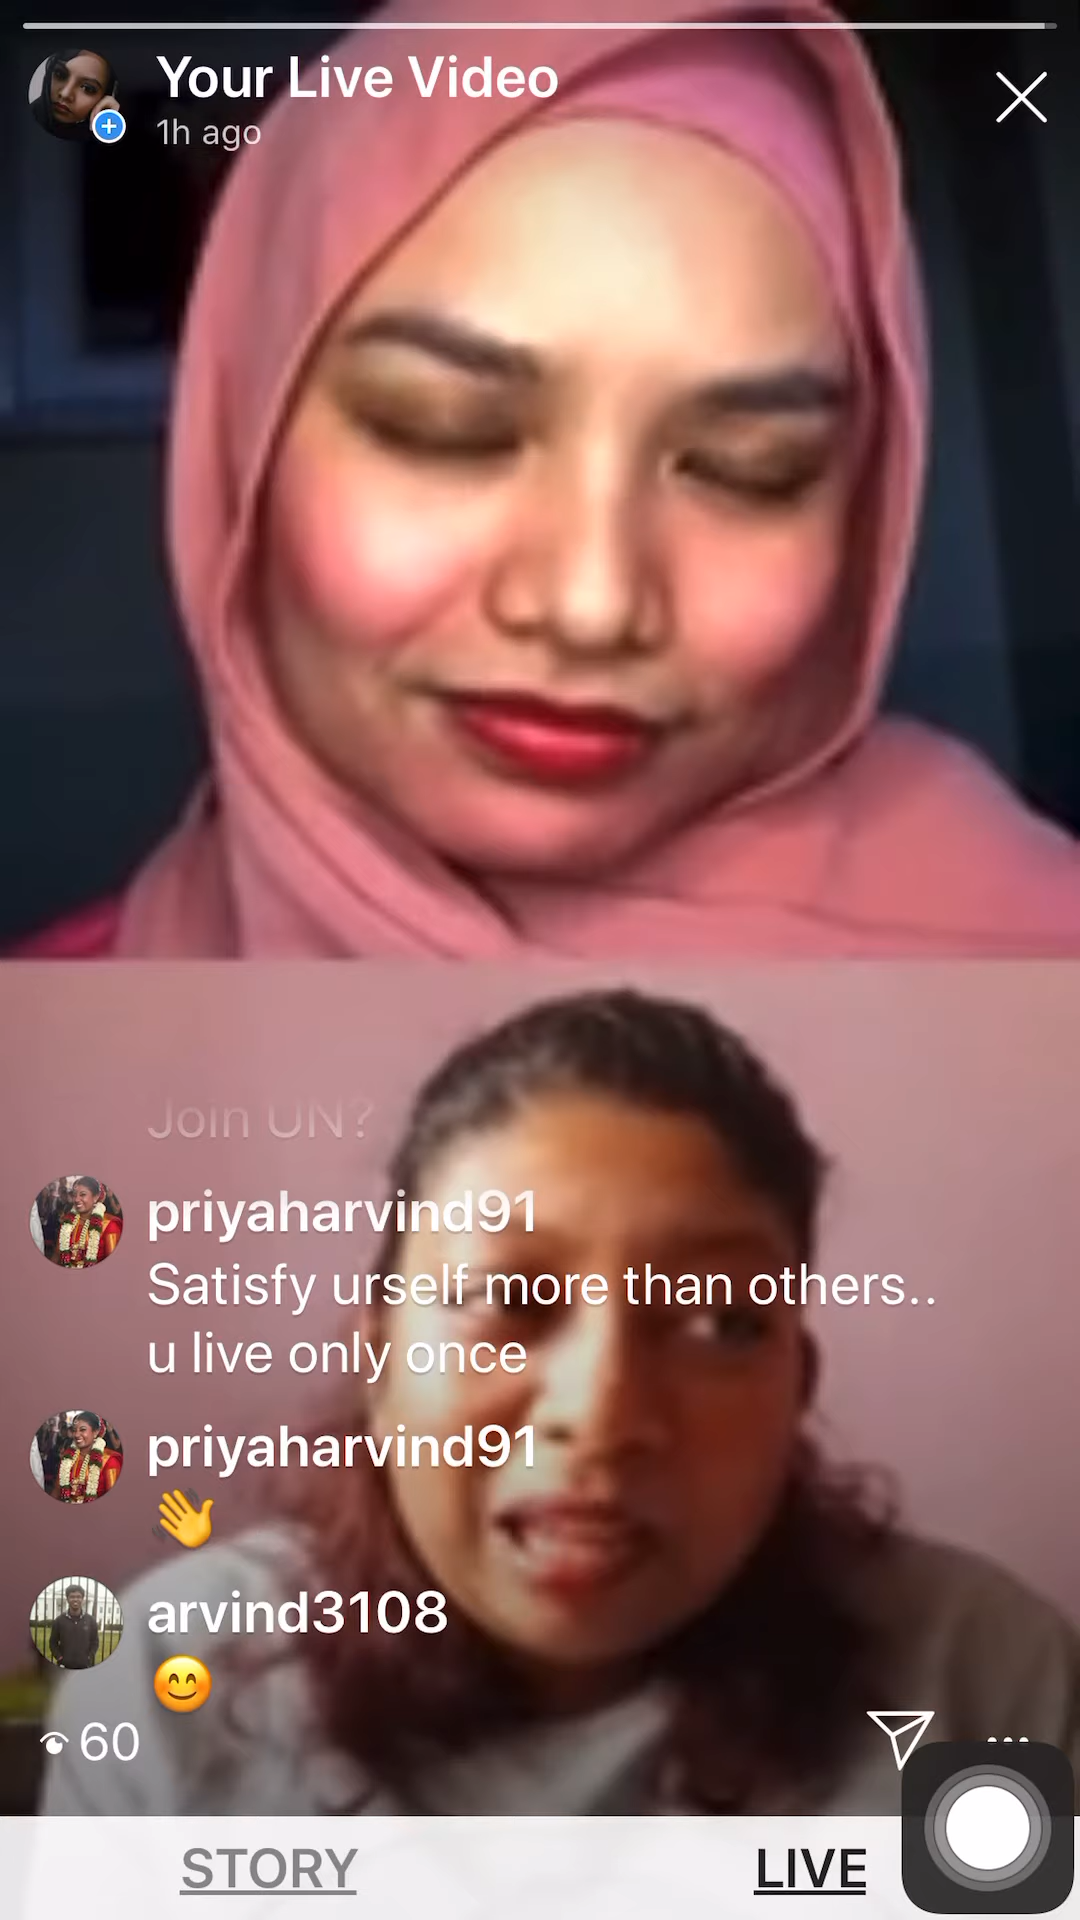 Your Live Video
1h ago
Join UN?
priyaharvind91
Satisfy urself more than others..
u live only once
priyaharvind91
👋
arvind3108
😊
60
STORY
LIVE